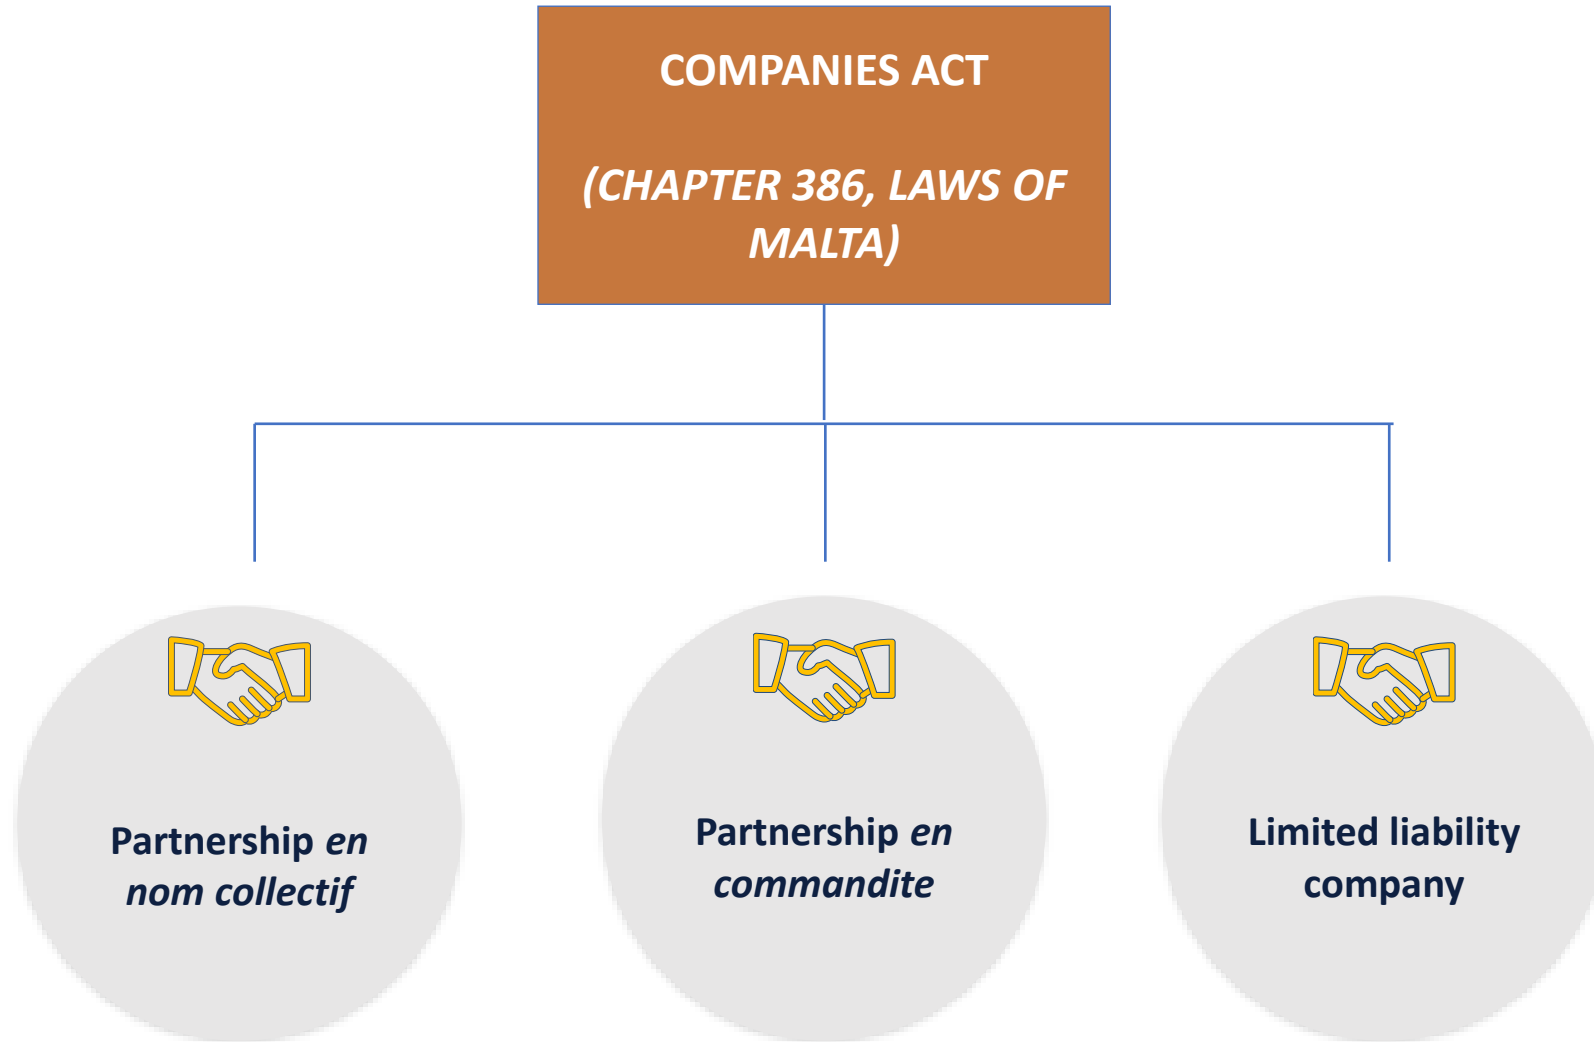 COMPANIES ACT
(CHAPTER 386, LAWS OF
MALTA)
Partnership en
nom collectif
Partnership en
commandite
Limited liability
company